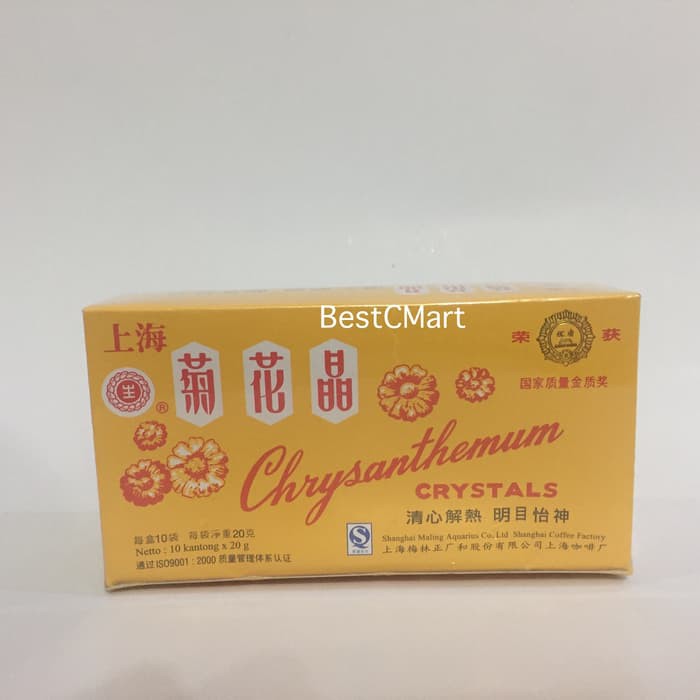 BestCMart
上海
菊花晶
生
®
荣 获
国家质量金质奖
Chrysanthemum
CRYSTALS
清心解熱 明目怡神
每盒10袋 每袋淨重20克
Netto : 10 kantong x 20 g
通过ISO9001 : 2000 质量管理体系认证
Shanghai Maling Aquarius Co, Ltd Shanghai Coffee Factory
上海梅林正广和股份有限公司上海咖啡厂